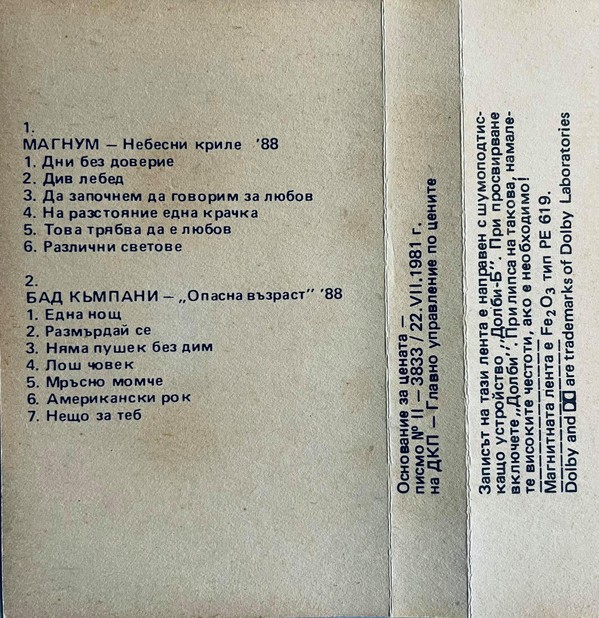 1.
МАГНУМ – Небесни криле '88
1. Дни без доверие
2. Див лебед
3. Да започнем да говорим за любов
4. На разстояние една крачка
5. Това трябва да е любов
6. Различни светове
2.
БАД КЪМПАНИ – „Опасна възраст” '88
1. Една нощ
2. Размърдай се
3. Няма пушек без дим
4. Лош човек
5. Мръсно момче
6. Американски рок
7. Нещо за теб
Основание за цената –
писмо № II – 3833 / 22.VII.1981 г.
на ДКП – Главно управление по цените
Записът на тази лента е направен с шумоподтис-
кащо устройство „Долби-Б”. При просвирване
включете „Долби”. При липса на такова, намале-
те високите честоти, ако е необходимо!
Магнитната лента е Fe2O3 тип PE 619.
Dolby and DD are trademarks of Dolby Laboratories